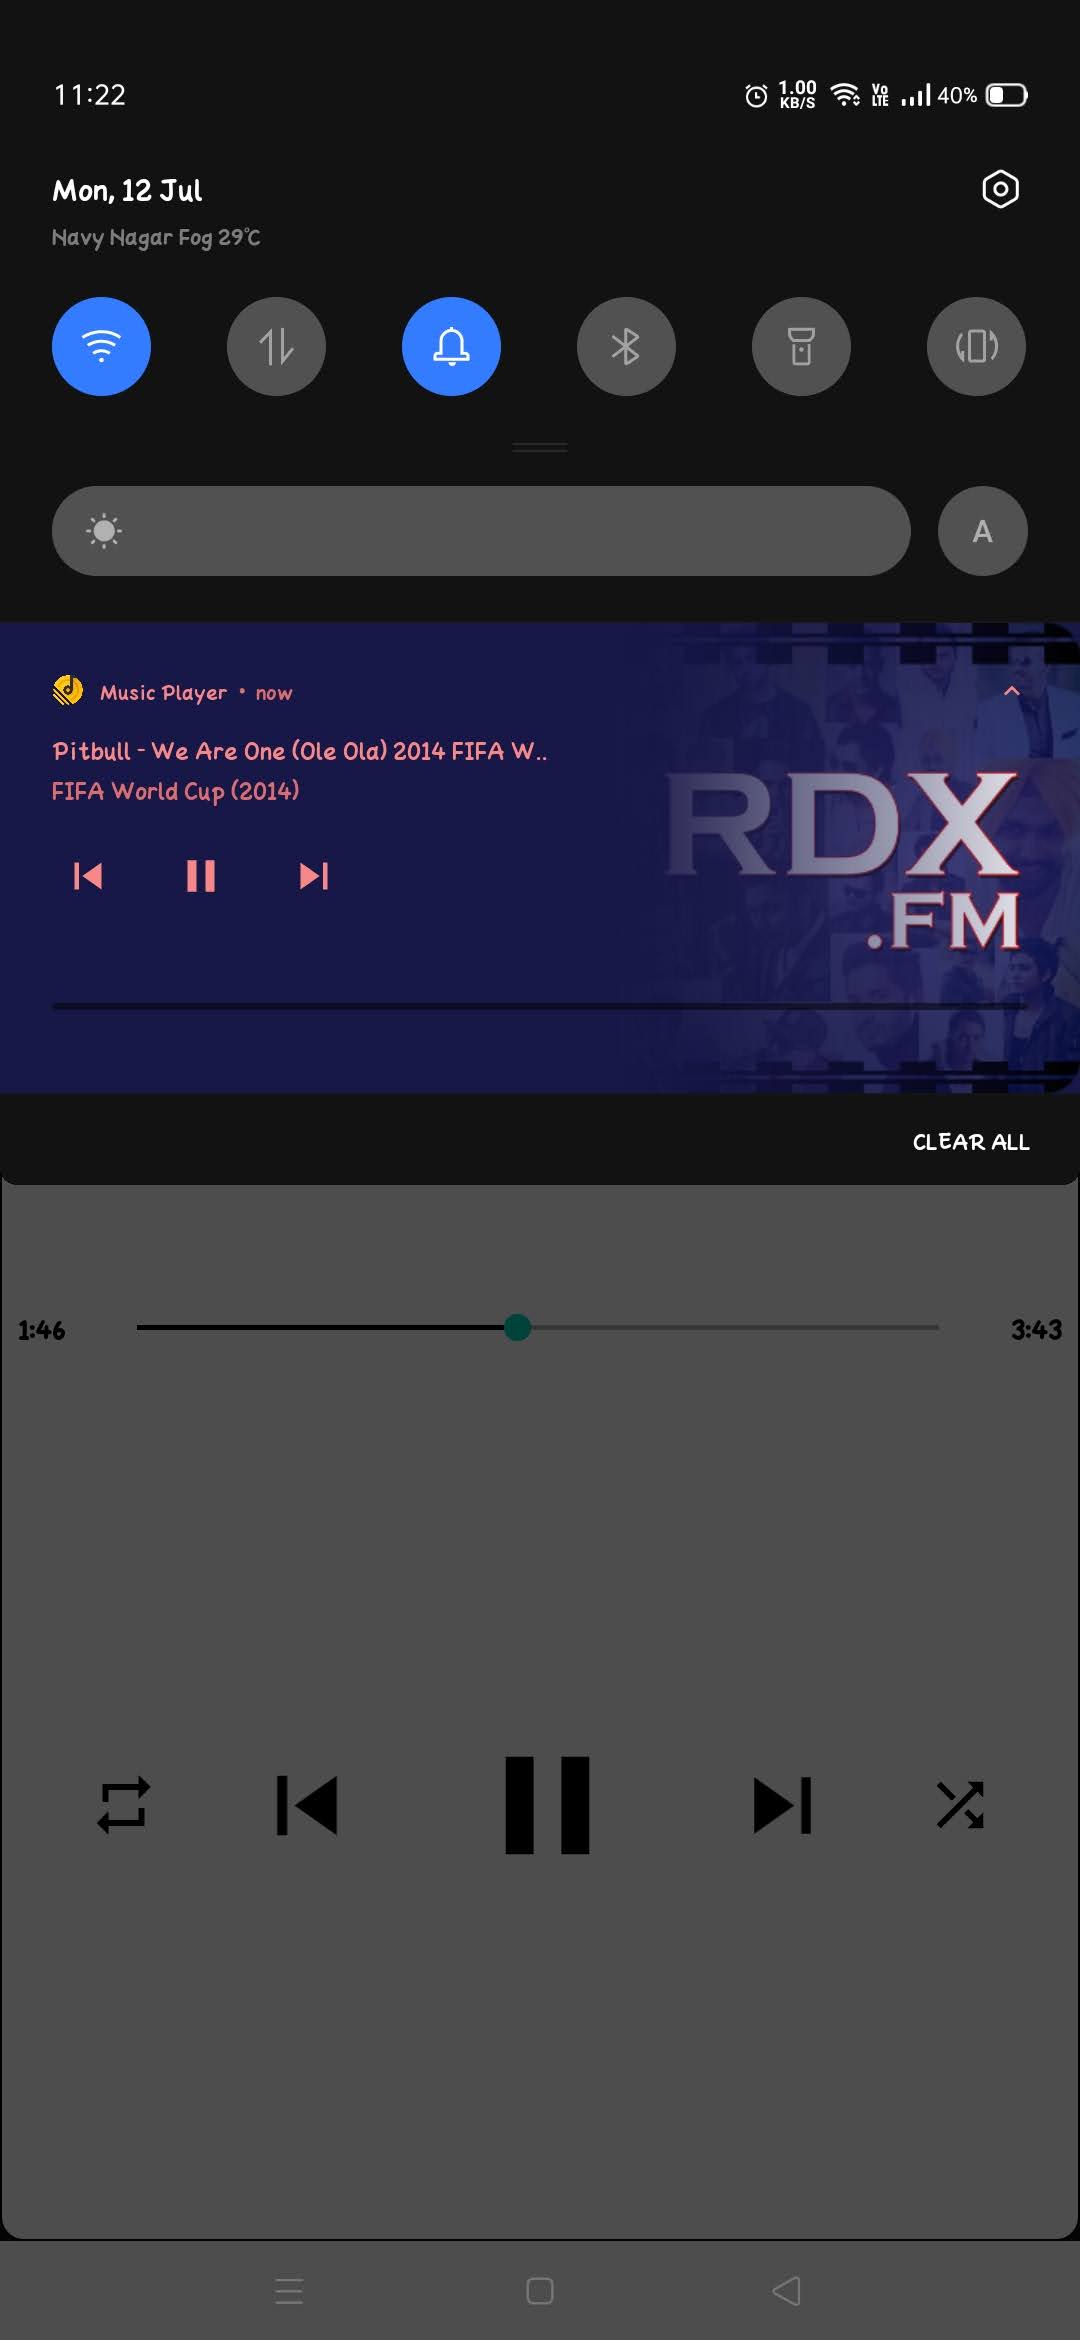 11:22
1.00 KB/S Vo LTE 40%
Mon, 12 Jul
Navy Nagar Fog 29°C
A
Music Player • now
Pitbull - We Are One (Ole Ola) 2014 FIFA W..
FIFA World Cup (2014)
RDX
.FM
CLEAR ALL
1:46
3:43